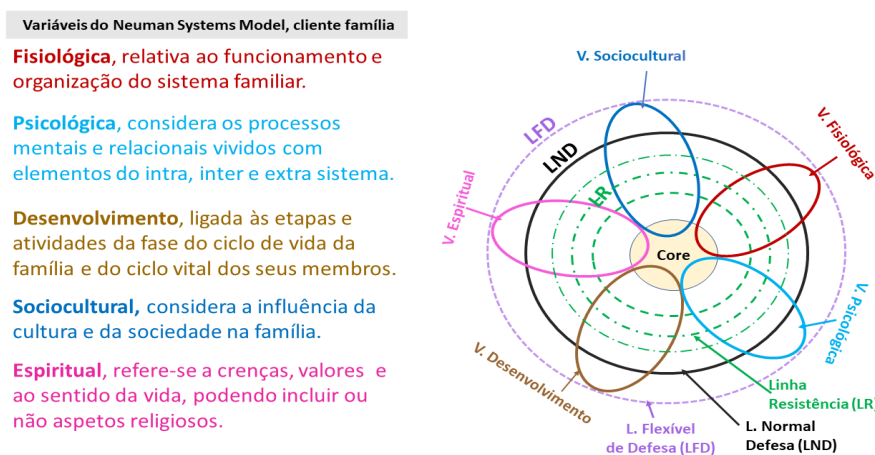 Variáveis do Neuman Systems Model, cliente família
Fisiológica, relativa ao funcionamento e
organização do sistema familiar.
Psicológica, considera os processos
mentais e relacionais vividos com
elementos do intra, inter e extra sistema.
Desenvolvimento, ligada às etapas e
atividades da fase do ciclo de vida da
família e do ciclo vital dos seus membros.
Sociocultural, considera a influência da
cultura e da sociedade na família.
Espiritual, refere-se a crenças, valores e
ao sentido da vida, podendo incluir ou
não aspetos religiosos.
V. Sociocultural
LFD
LND
LR
V. Fisiológica
V. Espiritual
Core
V. Psicológica
V. Desenvolvimento
Linha
Resistência (LR)
L. Flexível
de Defesa (LFD)
L. Normal
Defesa (LND)